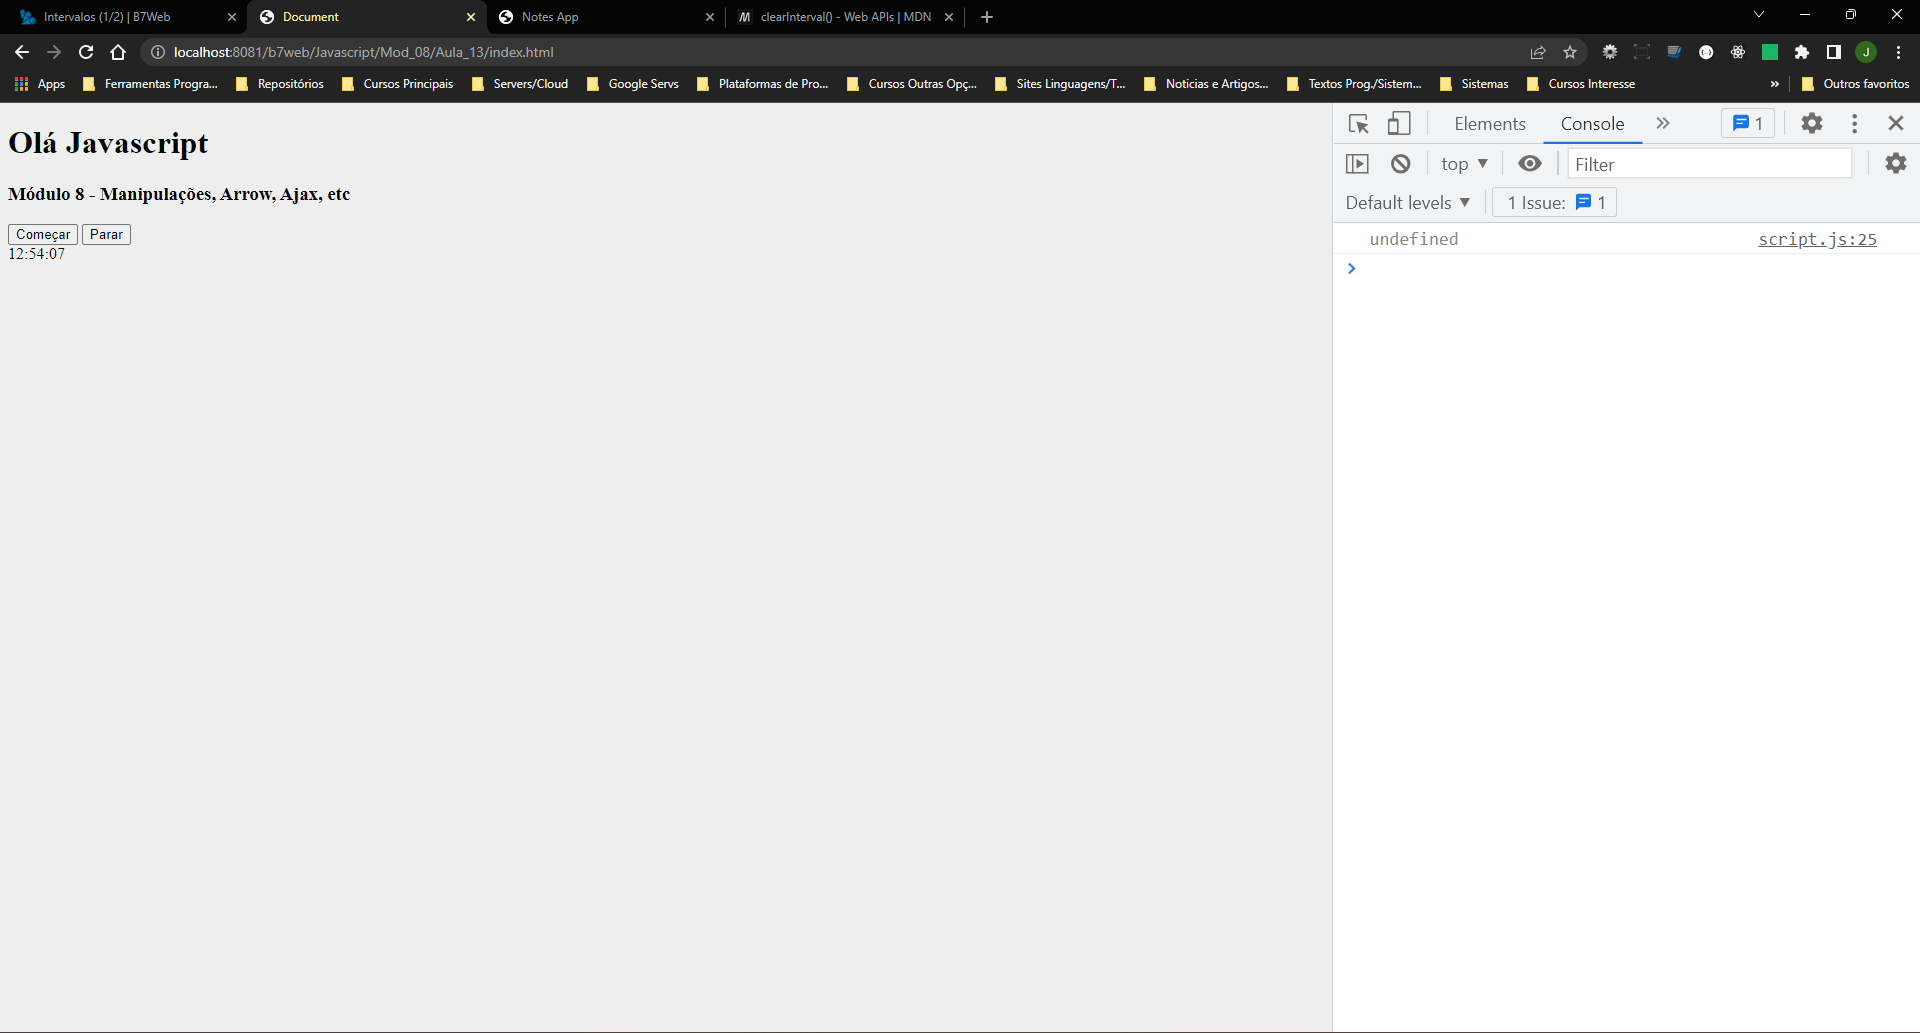 Intervalos (1/2) | B7Web Document Notes App clearInterval() - Web APIs | MDN
localhost:8081/b7web/Javascript/Mod_08/Aula_13/index.html J
Apps Ferramentas Progra... Repositórios Cursos Principais Servers/Cloud Google Servs Plataformas de Pro... Cursos Outras Opç... Sites Linguagens/T... Noticias e Artigos... Textos Prog./Sistem... Sistemas Cursos Interesse » Outros favoritos
Olá Javascript
Módulo 8 - Manipulações, Arrow, Ajax, etc
Começar Parar
12:54:07
Elements Console 1
top Filter
Default levels 1 Issue: 1
undefined script.js:25